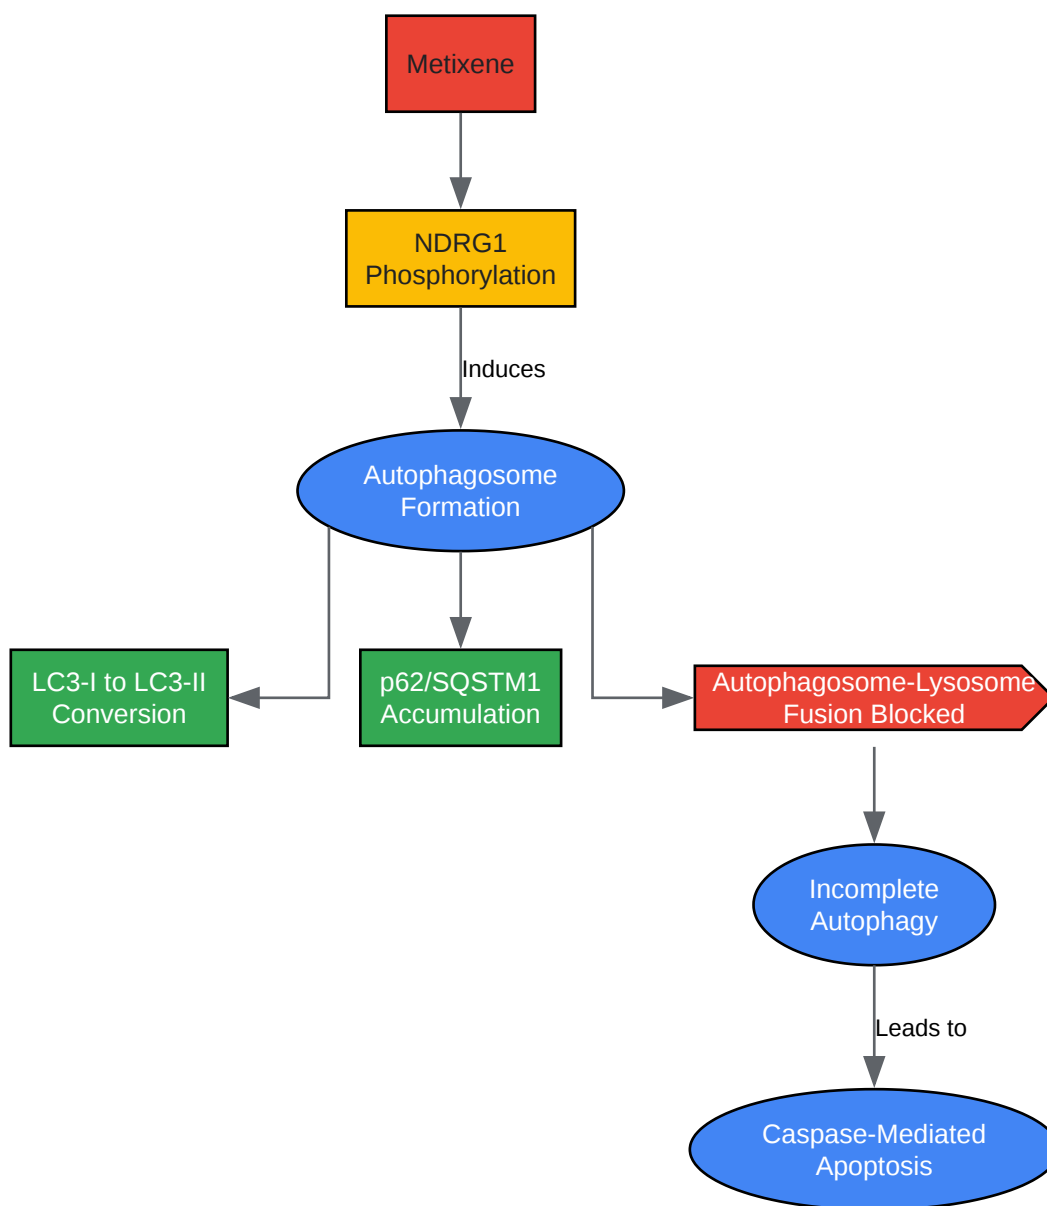 Metixene
NDRG1
Phosphorylation
Induces
Autophagosome
Formation
LC3-I to LC3-II
Conversion
p62/SQSTM1
Accumulation
Autophagosome-Lysosome
Fusion Blocked
Incomplete
Autophagy
Leads to
Caspase-Mediated
Apoptosis